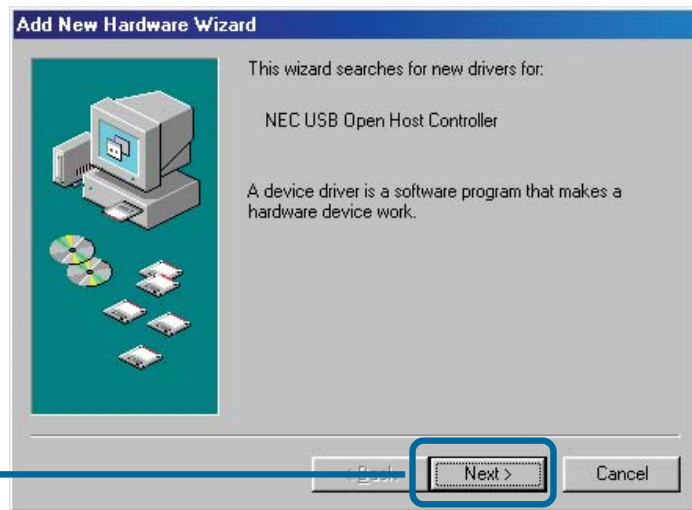 Add New Hardware Wizard
This wizard searches for new drivers for:
NEC USB Open Host Controller
A device driver is a software program that makes a
hardware device work.
< Back
Next >
Cancel